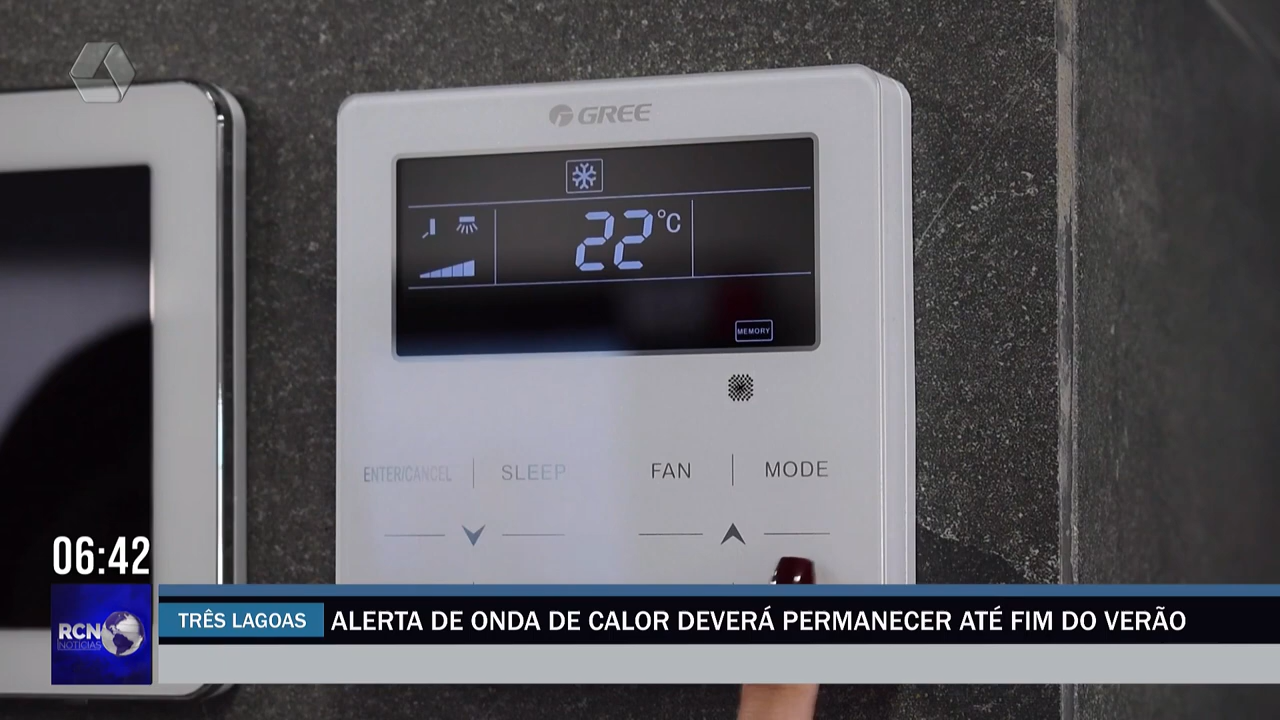 GREE
22°C
MEMORY
ENTER/CANCEL SLEEP FAN MODE
06:42
TRÊS LAGOAS ALERTA DE ONDA DE CALOR DEVERÁ PERMANECER ATÉ FIM DO VERÃO
RCN
NOTÍCIAS